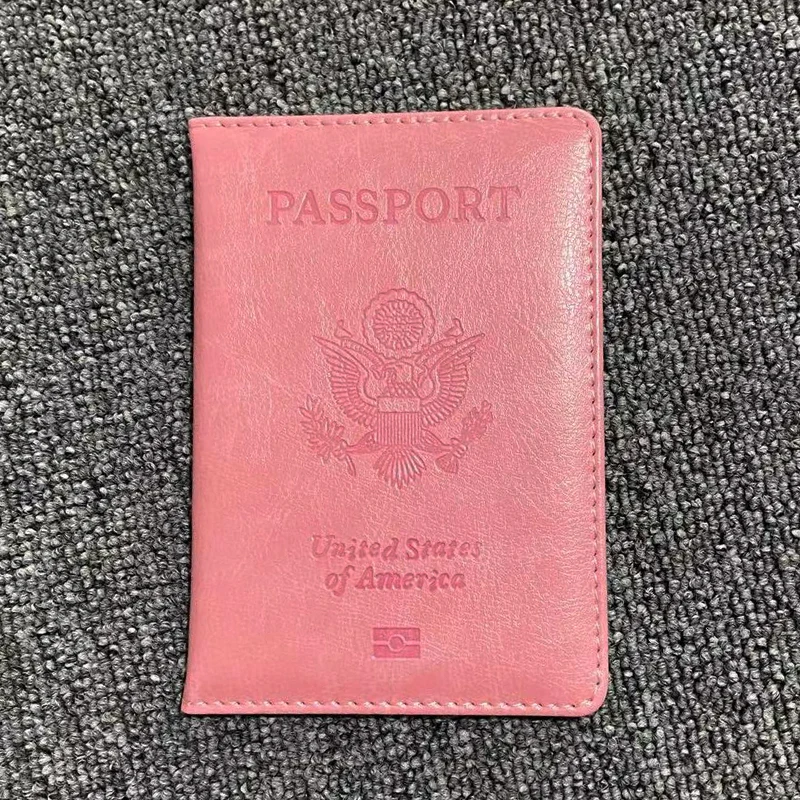 PASSPORT
United States
of America